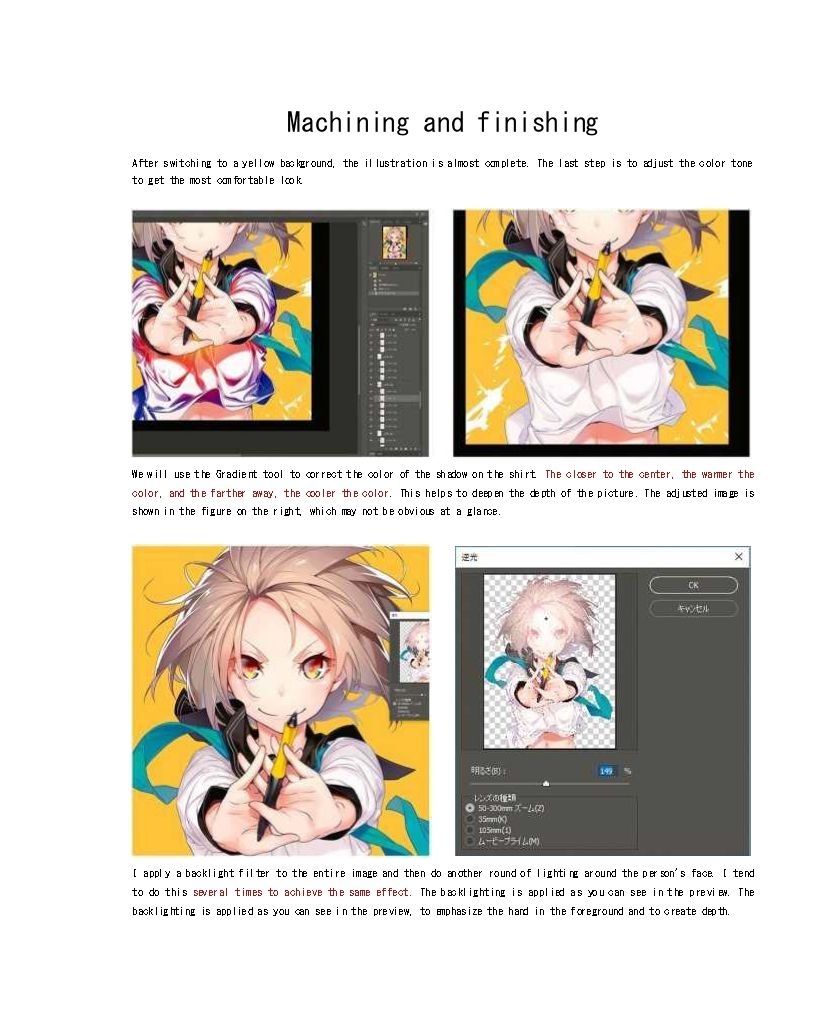 Machining and finishing
After switching to a yellow background, the illustration is almost complete. The last step is to adjust the color tone
to get the most comfortable look.
We will use the Gradient tool to correct the color of the shadow on the shirt. The closer to the center, the warmer the
color, and the farther away, the cooler the color. This helps to deepen the depth of the picture. The adjusted image is
shown in the figure on the right, which may not be obvious at a glance.
逆光
OK
キャンセル
明るさ(B) :
149 %
レンズの種類
50-300mm ズーム(Z)
35mm(K)
105mm(1)
ムービープライム(M)
I apply a backlight filter to the entire image and then do another round of lighting around the person's face. I tend
to do this several times to achieve the same effect. The backlighting is applied as you can see in the preview. The
backlighting is applied as you can see in the preview, to emphasize the hand in the foreground and to create depth.